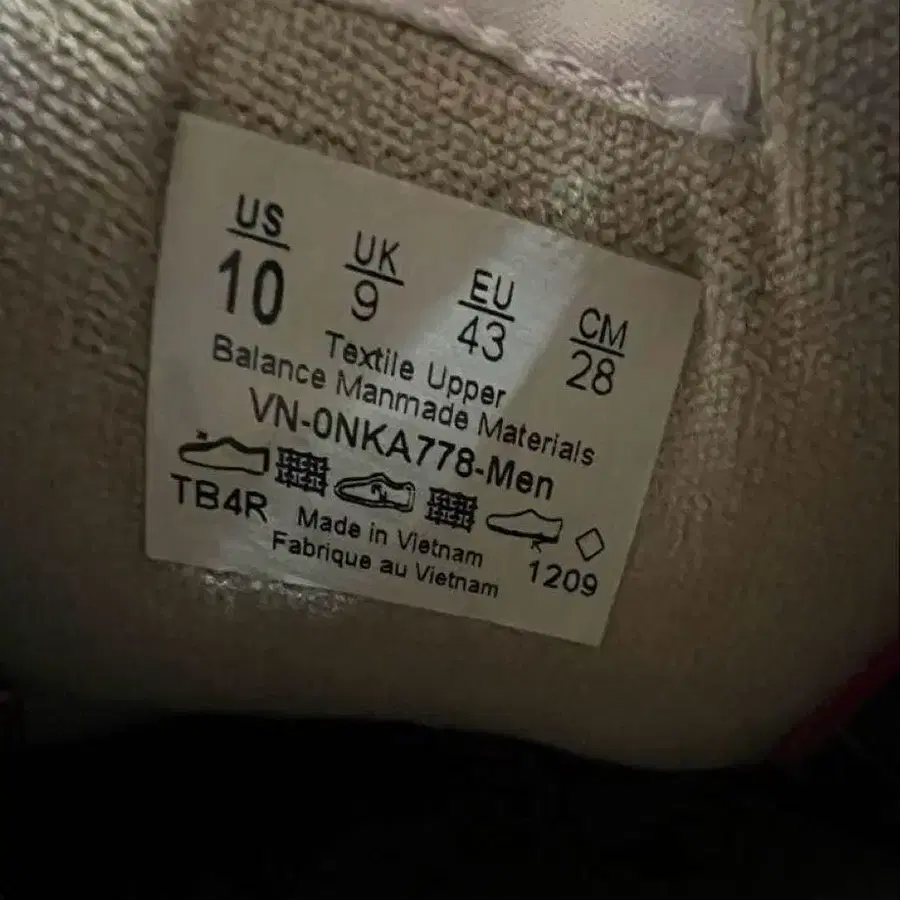 US UK EU CM
10 9 43 28
Textile Upper
Balance Manmade Materials
VN-0NKA778-Men
TB4R Made in Vietnam 1209
Fabrique au Vietnam